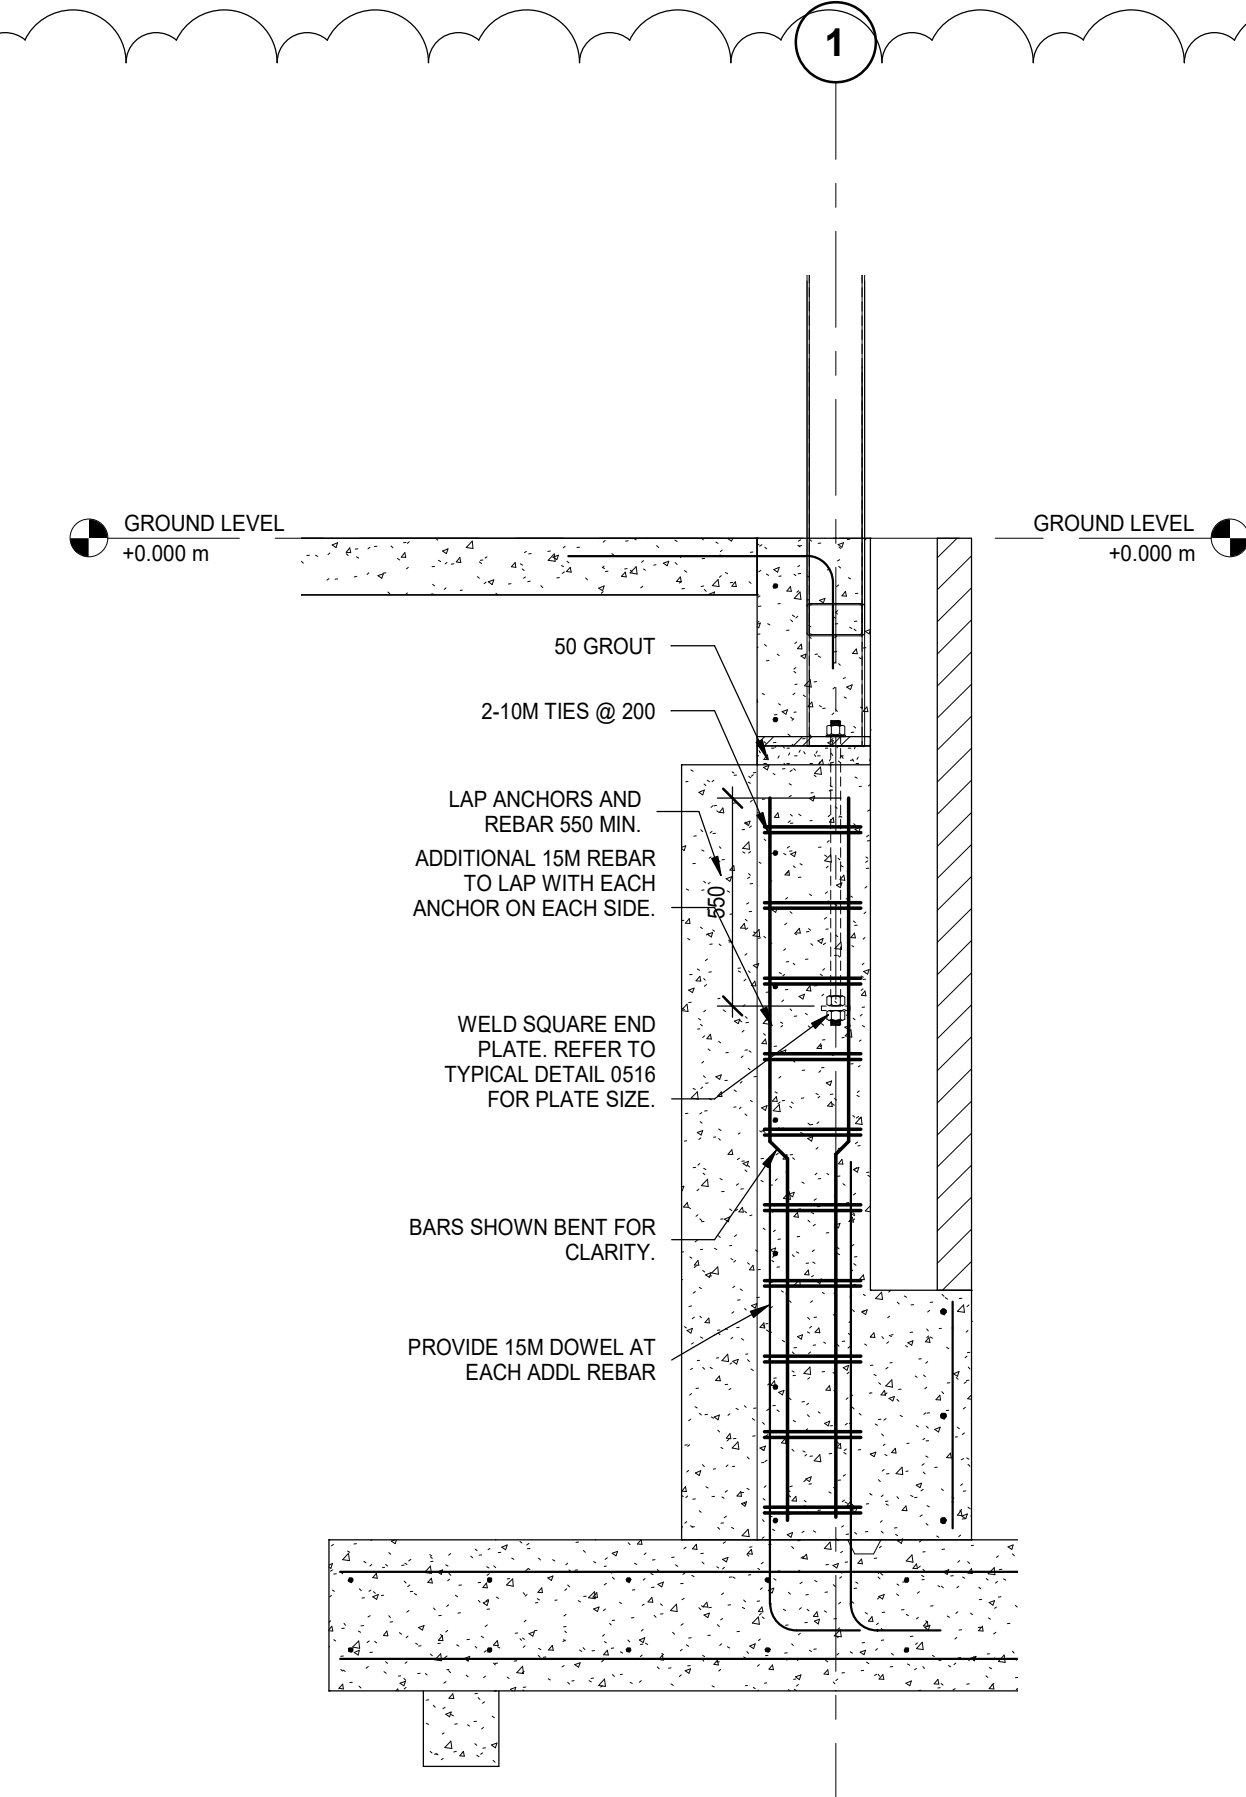 1
GROUND LEVEL
+0.000 m
GROUND LEVEL
+0.000 m
50 GROUT
2-10M TIES @ 200
LAP ANCHORS AND
REBAR 550 MIN.
ADDITIONAL 15M REBAR
TO LAP WITH EACH
ANCHOR ON EACH SIDE.
550
WELD SQUARE END
PLATE. REFER TO
TYPICAL DETAIL 0516
FOR PLATE SIZE.
BARS SHOWN BENT FOR
CLARITY.
PROVIDE 15M DOWEL AT
EACH ADDL REBAR